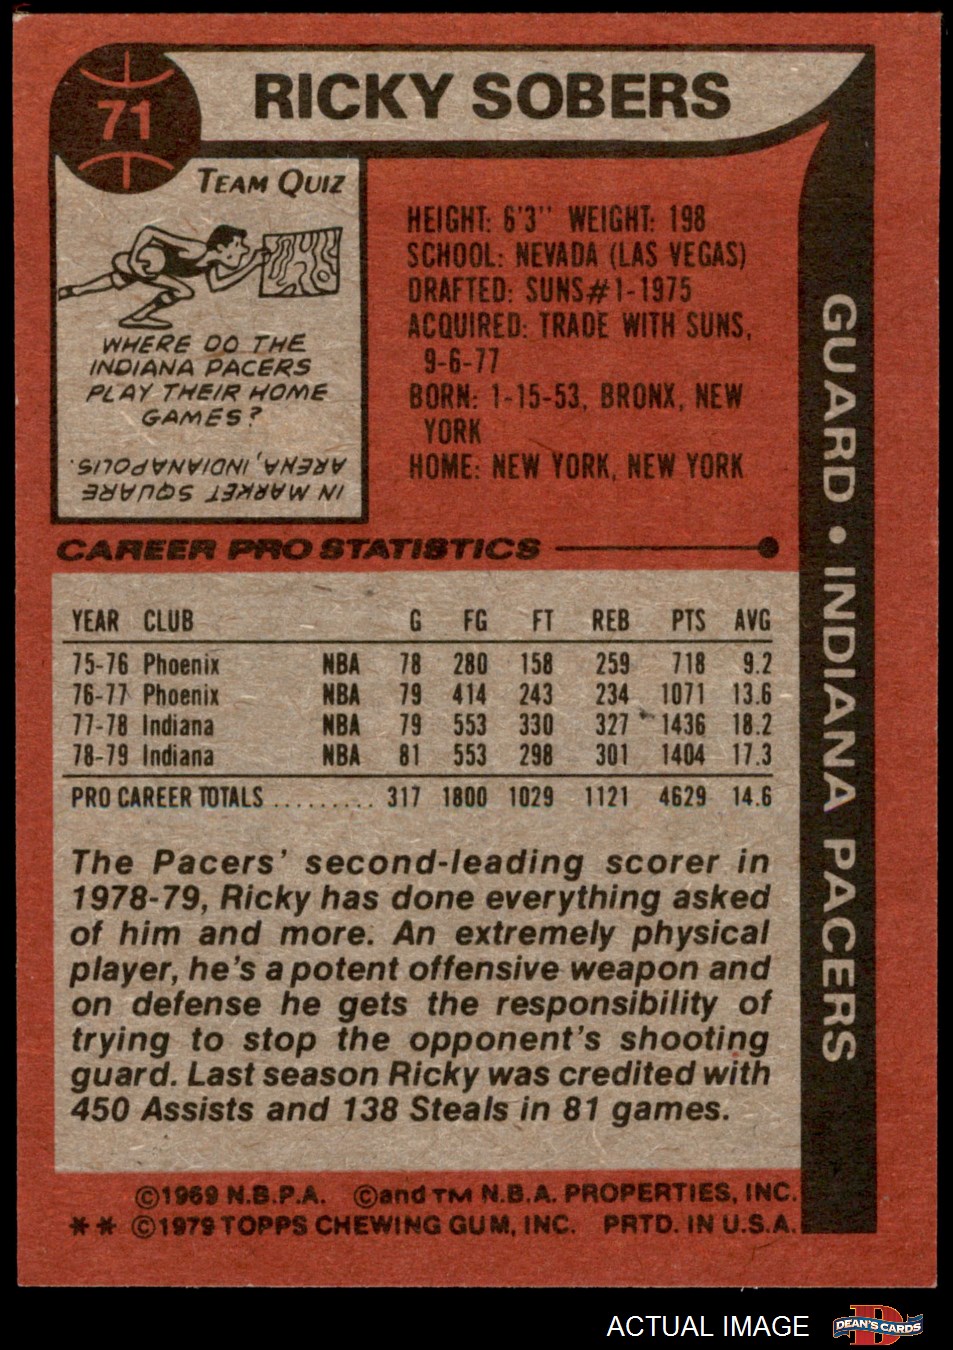 71
RICKY SOBERS
TEAM QUIZ
WHERE DO THE
INDIANA PACERS
PLAY THEIR HOME
GAMES?
IN MARKET SQUARE
ARENA, INDIANAPOLIS.
HEIGHT: 6'3" WEIGHT: 198
SCHOOL: NEVADA (LAS VEGAS)
DRAFTED: SUNS#1-1975
ACQUIRED: TRADE WITH SUNS,
9-6-77
BORN: 1-15-53, BRONX, NEW
YORK
HOME: NEW YORK, NEW YORK
GUARD • INDIANA PACERS
CAREER PRO STATISTICS
YEAR CLUB G FG FT REB PTS AVG
75-76 Phoenix NBA 78 280 158 259 718 9.2
76-77 Phoenix NBA 79 414 243 234 1071 13.6
77-78 Indiana NBA 79 553 330 327 1436 18.2
78-79 Indiana NBA 81 553 298 301 1404 17.3
PRO CAREER TOTALS ......... 317 1800 1029 1121 4629 14.6
The Pacers' second-leading scorer in
1978-79, Ricky has done everything asked
of him and more. An extremely physical
player, he's a potent offensive weapon and
on defense he gets the responsibility of
trying to stop the opponent's shooting
guard. Last season Ricky was credited with
450 Assists and 138 Steals in 81 games.
©1969 N.B.P.A. ©and TM N.B.A. PROPERTIES, INC.
** ©1979 TOPPS CHEWING GUM, INC. PRTD. IN U.S.A.
ACTUAL IMAGE
D
DEAN'S CARDS